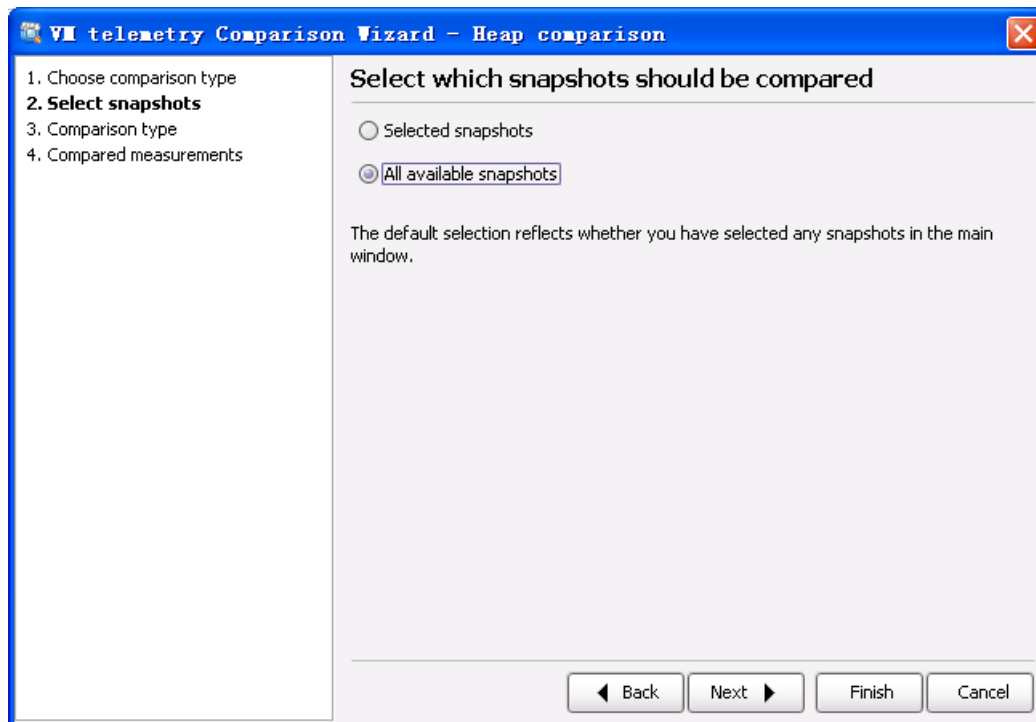 VM telemetry Comparison Wizard - Heap comparison
1. Choose comparison type
2. Select snapshots
3. Comparison type
4. Compared measurements
Select which snapshots should be compared
Selected snapshots
All available snapshots
The default selection reflects whether you have selected any snapshots in the main
window.
Back
Next
Finish
Cancel